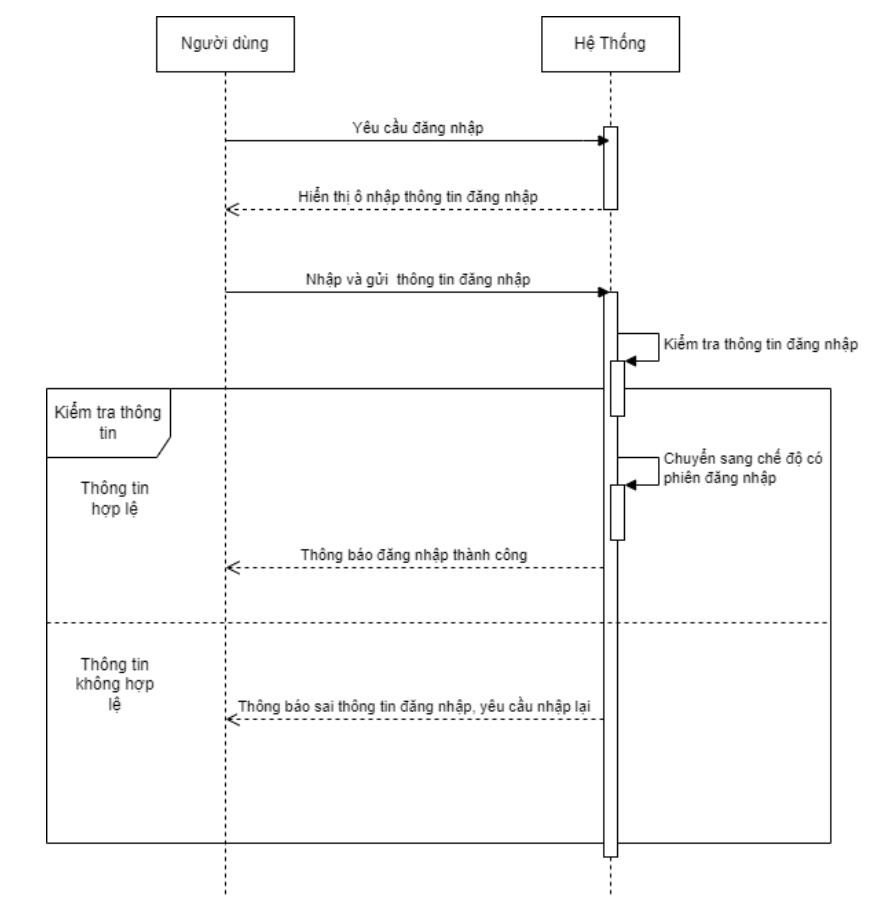 Người dùng
Hệ Thống
Yêu cầu đăng nhập
Hiển thị ô nhập thông tin đăng nhập
Nhập và gửi thông tin đăng nhập
Kiểm tra thông tin đăng nhập
Kiểm tra thông
tin
Chuyển sang chế độ có
phiên đăng nhập
Thông tin
hợp lệ
Thông báo đăng nhập thành công
Thông tin
không hợp
lệ
Thông báo sai thông tin đăng nhập, yêu cầu nhập lại